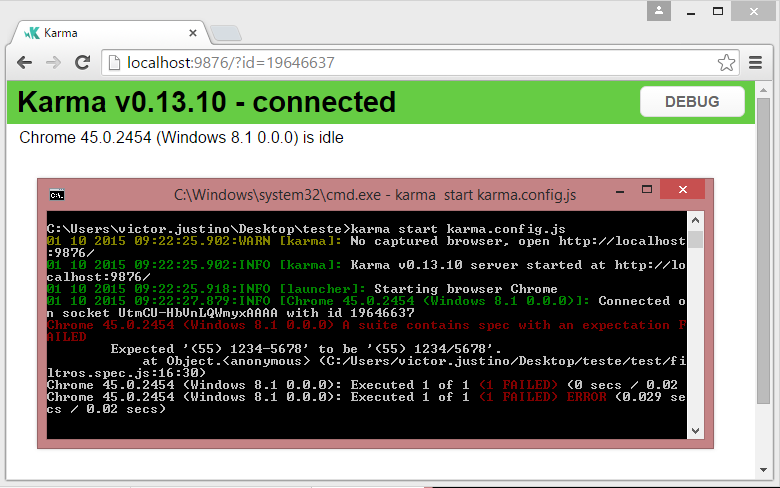 Karma
localhost:9876/?id=19646637
Karma v0.13.10 - connected
DEBUG
Chrome 45.0.2454 (Windows 8.1 0.0.0) is idle
C:\Windows\system32\cmd.exe - karma start karma.config.js
C:\Users\victor.justino\Desktop\teste>karma start karma.config.js
01 10 2015 09:22:25.902:WARN [karma]: No captured browser, open http://localhost
:9876/
01 10 2015 09:22:25.902:INFO [karma]: Karma v0.13.10 server started at http://lo
calhost:9876/
01 10 2015 09:22:25.918:INFO [launcher]: Starting browser Chrome
01 10 2015 09:22:27.879:INFO [Chrome 45.0.2454 (Windows 8.1 0.0.0)]: Connected o
n socket UtmCU-HbVnLQWmyxAAAA with id 19646637
Chrome 45.0.2454 (Windows 8.1 0.0.0) A suite contains spec with an expectation F
AILED
Expected '(55) 1234-5678' to be '(55) 1234/5678'.
at Object.<anonymous> (C:/Users/victor.justino/Desktop/teste/test/fi
ltros.spec.js:16:30)
Chrome 45.0.2454 (Windows 8.1 0.0.0): Executed 1 of 1 (1 FAILED) (0 secs / 0.02
Chrome 45.0.2454 (Windows 8.1 0.0.0): Executed 1 of 1 (1 FAILED) ERROR (0.029 se
cs / 0.02 secs)